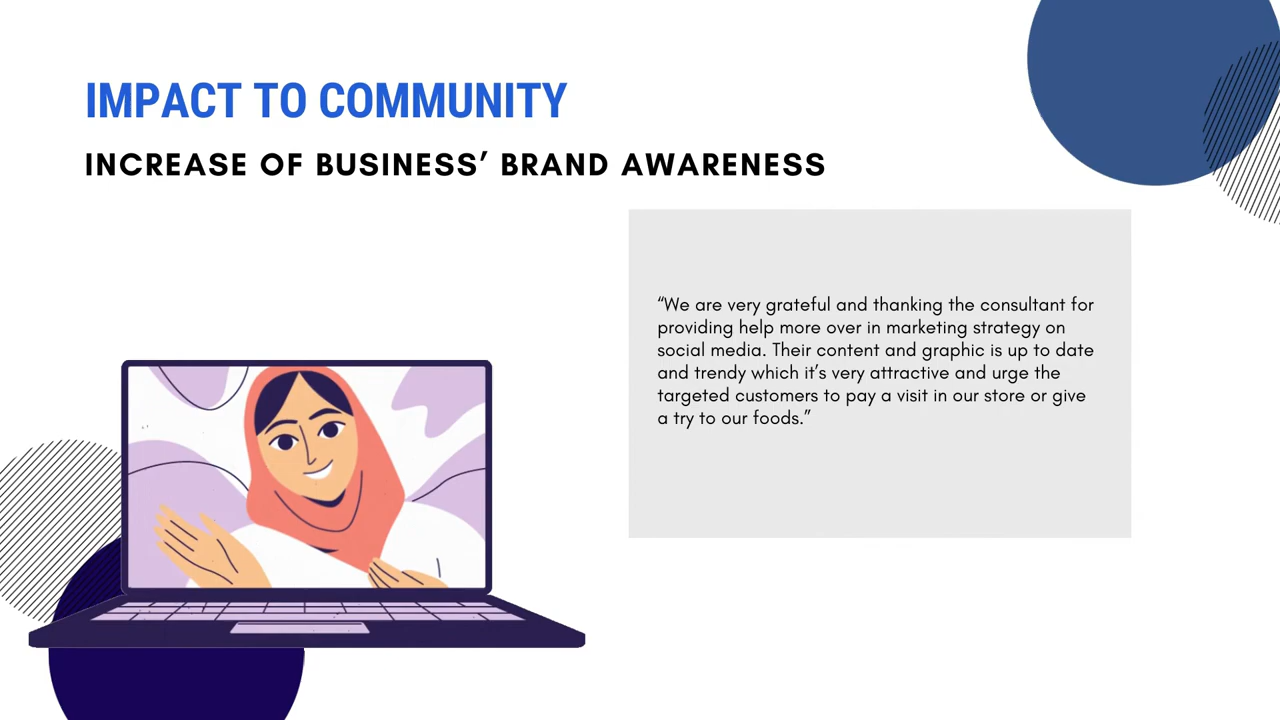 IMPACT TO COMMUNITY
INCREASE OF BUSINESS’ BRAND AWARENESS
“We are very grateful and thanking the consultant for
providing help more over in marketing strategy on
social media. Their content and graphic is up to date
and trendy which it’s very attractive and urge the
targeted customers to pay a visit in our store or give
a try to our foods.”